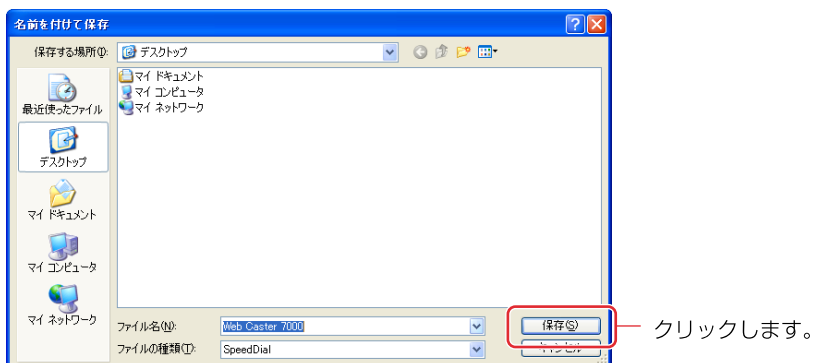 名前を付けて保存
保存する場所(I):
デスクトップ
マイ ドキュメント
マイ コンピュータ
マイ ネットワーク
最近使ったファイル
デスクトップ
マイ ドキュメント
マイ コンピュータ
マイ ネットワーク
ファイル名(N):
Web Caster 7000
保存(S)
クリックします。
ファイルの種類(T):
SpeedDial
キャンセル